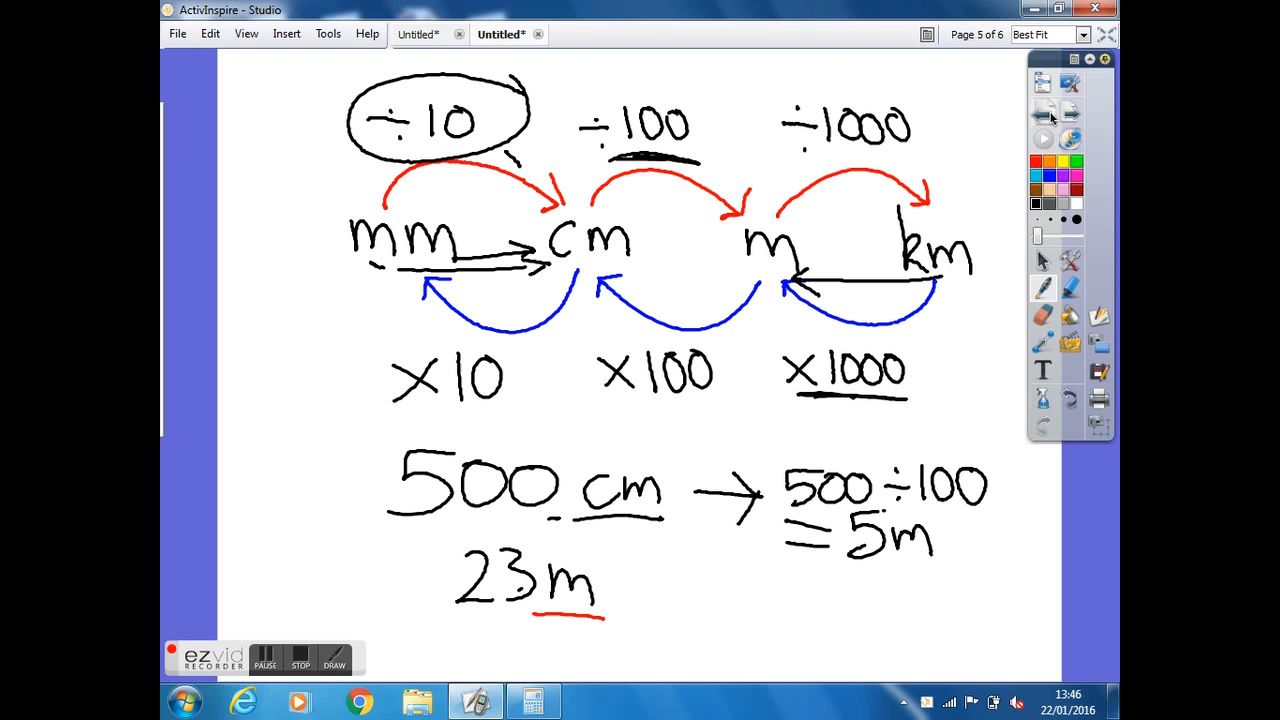 ActivInspire - Studio
File Edit View Insert Tools Help Untitled* Untitled* Page 5 of 6 Best Fit
÷10 ÷100 ÷1000
mm cm m km
×10 ×100 ×1000
500 cm → 500÷100
= 5m
23m
ezvid
RECORDER
PAUSE STOP DRAW
13:46
22/01/2016